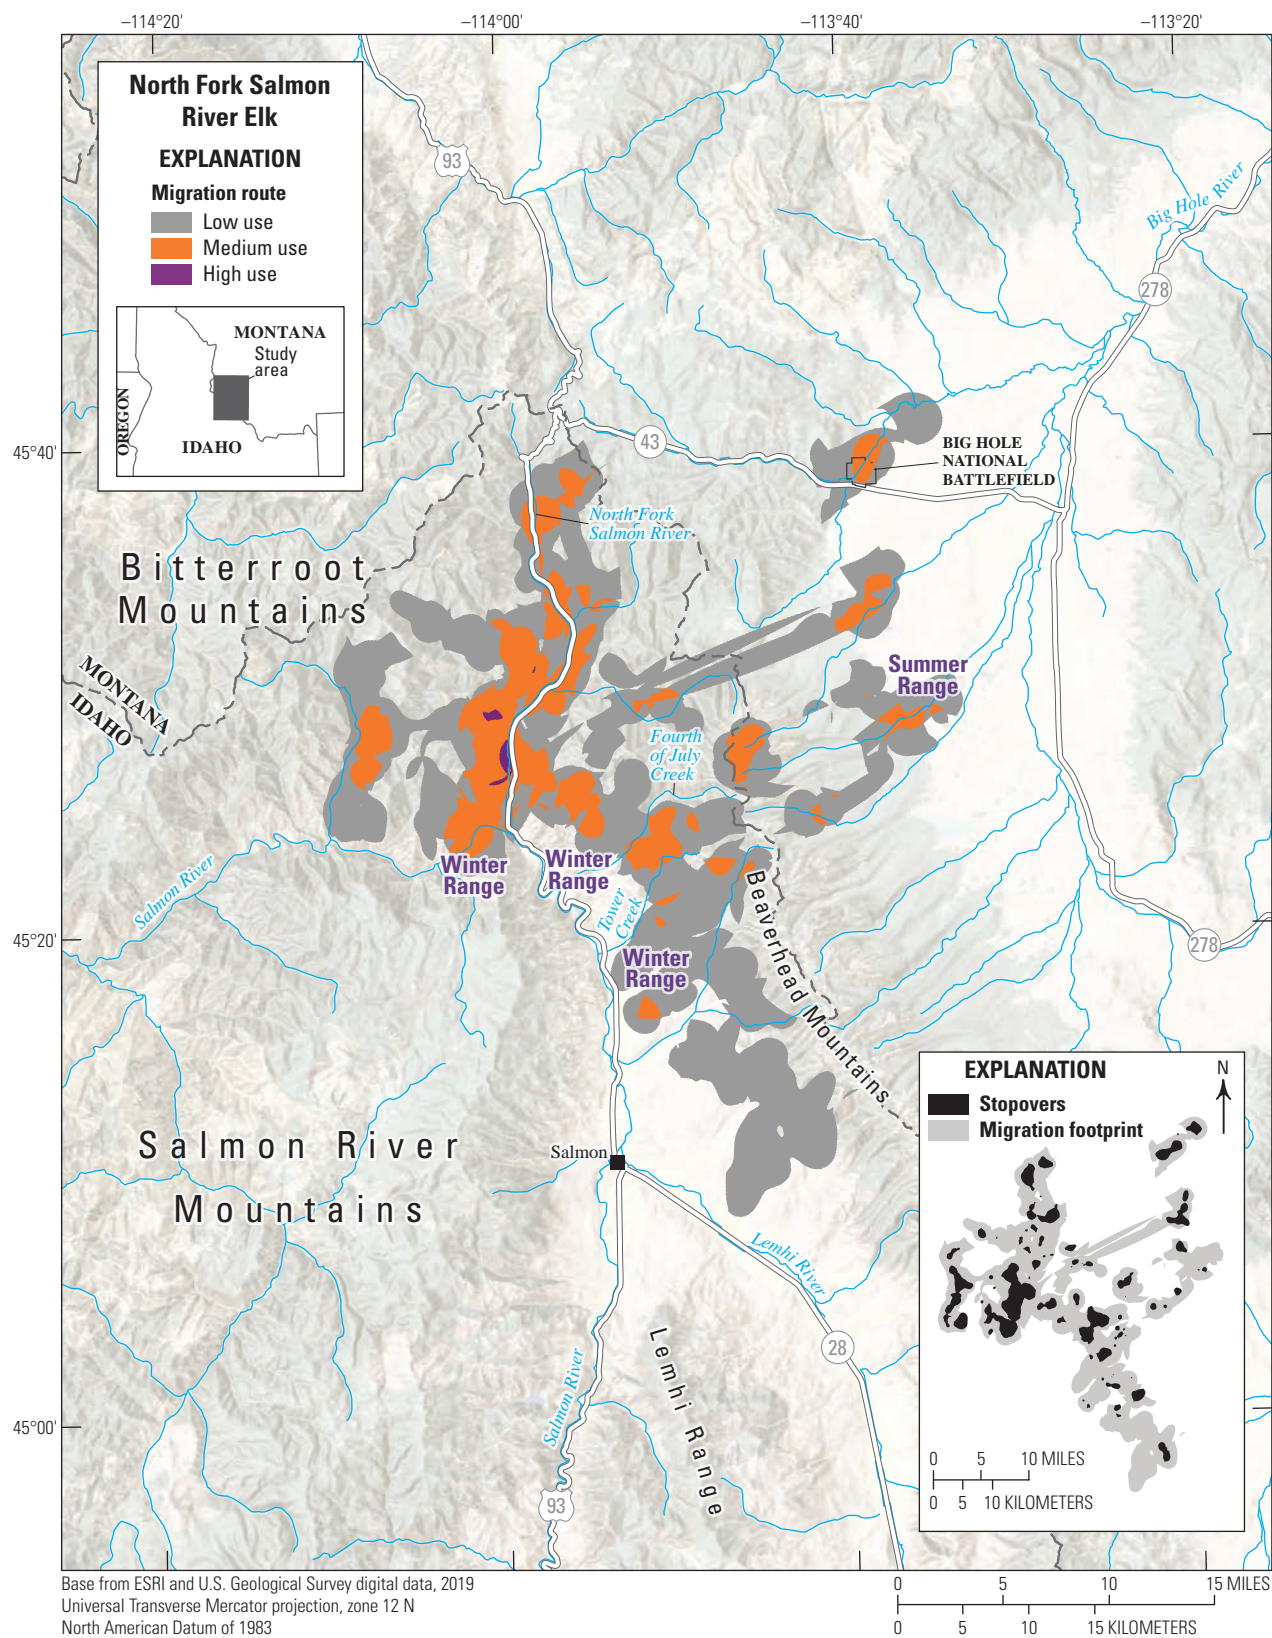 –114°20'
–114°00'
–113°40'
–113°20'
North Fork Salmon
River Elk
EXPLANATION
Migration route
Low use
Medium use
High use
MONTANA
Study
area
OREGON
IDAHO
93
Big Hole River
278
45°40'
43
BIG HOLE
NATIONAL
BATTLEFIELD
North Fork
Salmon River
Bitterroot
Mountains
MONTANA
IDAHO
Summer
Range
Fourth
of July
Creek
Winter
Range
Winter
Range
Salmon River
Tower
Creek
Beaverhead Mountains
45°20'
278
Winter
Range
Salmon River
Mountains
Salmon
Lemhi River
28
Lemhi Range
Salmon River
45°00'
93
EXPLANATION
N
Stopovers
Migration footprint
0 5 10 MILES
0 5 10 KILOMETERS
Base from ESRI and U.S. Geological Survey digital data, 2019
Universal Transverse Mercator projection, zone 12 N
North American Datum of 1983
0 5 10 15 MILES
0 5 10 15 KILOMETERS